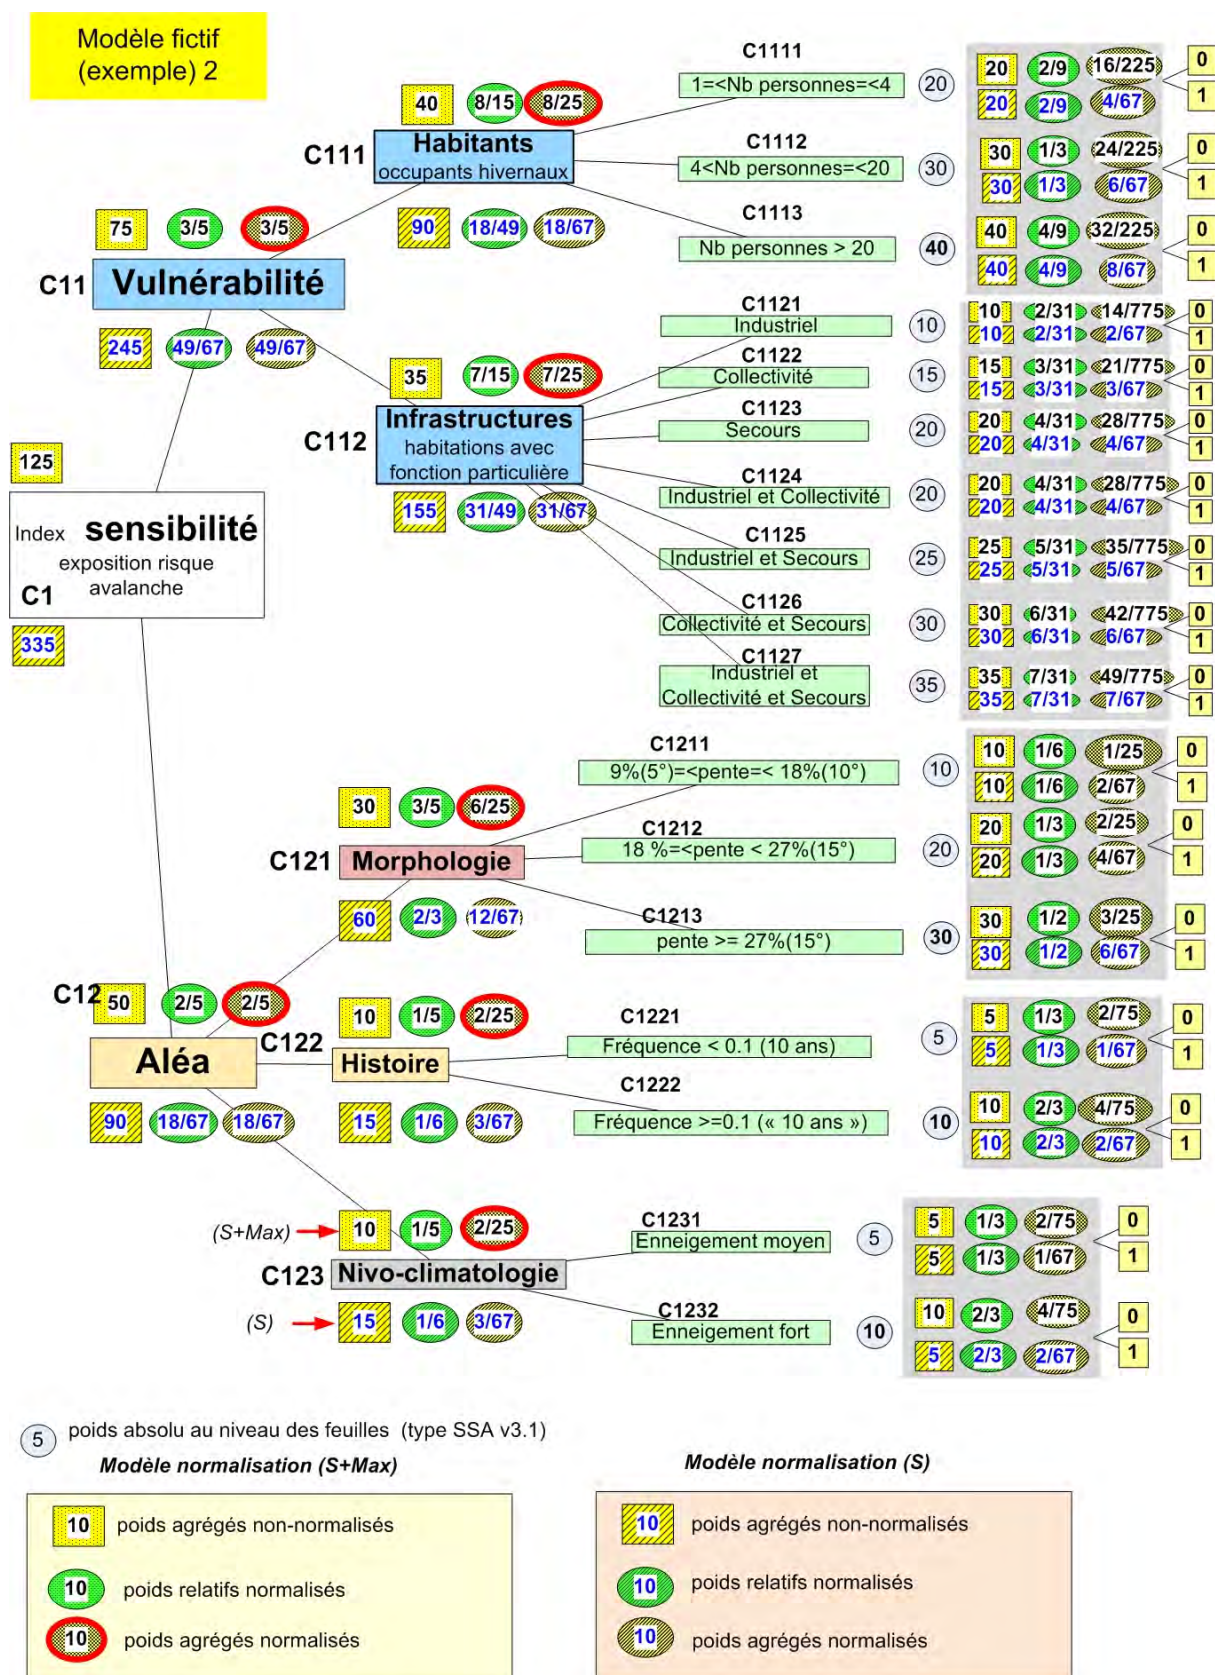 Modèle fictif
(exemple) 2
C1111
1=<Nb personnes=<4
20
20 2/9 16/225
20 2/9 4/67
0
1
40 8/15 8/25
C111
Habitants
occupants hivernaux
90 18/49 18/67
C1112
4<Nb personnes=<20
30
30 1/3 24/225
30 1/3 6/67
0
1
C1113
Nb personnes > 20
40
40 4/9 32/225
40 4/9 8/67
0
1
75 3/5 3/5
C11
Vulnérabilité
245 49/67 49/67
C1121
Industriel
10
10 2/31 14/775
10 2/31 2/67
0
1
35 7/15 7/25
C112
Infrastructures
habitations avec
fonction particulière
155 31/49 31/67
C1122
Collectivité
15
15 3/31 21/775
15 3/31 3/67
0
1
C1123
Secours
20
20 4/31 28/775
20 4/31 4/67
0
1
C1124
Industriel et Collectivité
20
20 4/31 28/775
20 4/31 4/67
0
1
C1125
Industriel et Secours
25
25 5/31 35/775
25 5/31 5/67
0
1
C1126
Collectivité et Secours
30
30 6/31 42/775
30 6/31 6/67
0
1
C1127
Industriel et
Collectivité et Secours
35
35 7/31 49/775
35 7/31 7/67
0
1
125
Index sensibilité
exposition risque
avalanche
C1
335
C1211
9%(5°)=<pente=< 18%(10°)
10
10 1/6 1/25
10 1/6 2/67
0
1
30 3/5 6/25
C121
Morphologie
60 2/3 12/67
C1212
18 %=<pente < 27%(15°)
20
20 1/3 2/25
20 1/3 4/67
0
1
C1213
pente >= 27%(15°)
30
30 1/2 3/25
30 1/2 6/67
0
1
C12
50 2/5 2/5
Aléa
90 18/67 18/67
10 1/5 2/25
C122
Histoire
15 1/6 3/67
C1221
Fréquence < 0.1 (10 ans)
5
5 1/3 2/75
5 1/3 1/67
0
1
C1222
Fréquence >=0.1 (« 10 ans »)
10
10 2/3 4/75
10 2/3 2/67
0
1
(S+Max)
10 1/5 2/25
C123
Nivo-climatologie
(S)
15 1/6 3/67
C1231
Enneigement moyen
5
5 1/3 2/75
5 1/3 1/67
0
1
C1232
Enneigement fort
10
10 2/3 4/75
5 2/3 2/67
0
1
5 poids absolu au niveau des feuilles (type SSA v3.1)
Modèle normalisation (S+Max)
10 poids agrégés non-normalisés
10 poids relatifs normalisés
10 poids agrégés normalisés
Modèle normalisation (S)
10 poids agrégés non-normalisés
10 poids relatifs normalisés
10 poids agrégés normalisés